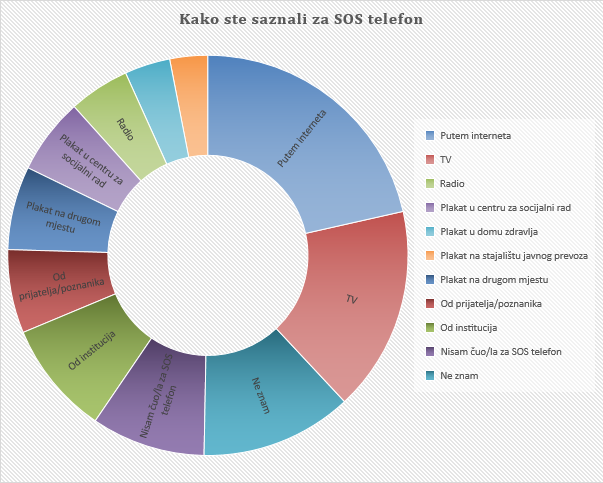 Kako ste saznali za SOS telefon
Putem interneta
TV
Ne znam
Nisam čuo/la za SOS
telefon
Od institucija
Od
prijatelja/poznanika
Plakat na drugom
mjestu
Plakat u centru za
socijalni rad
Radio
Putem interneta
TV
Radio
Plakat u centru za socijalni rad
Plakat u domu zdravlja
Plakat na stajalištu javnog prevoza
Plakat na drugom mjestu
Od prijatelja/poznanika
Od institucija
Nisam čuo/la za SOS telefon
Ne znam